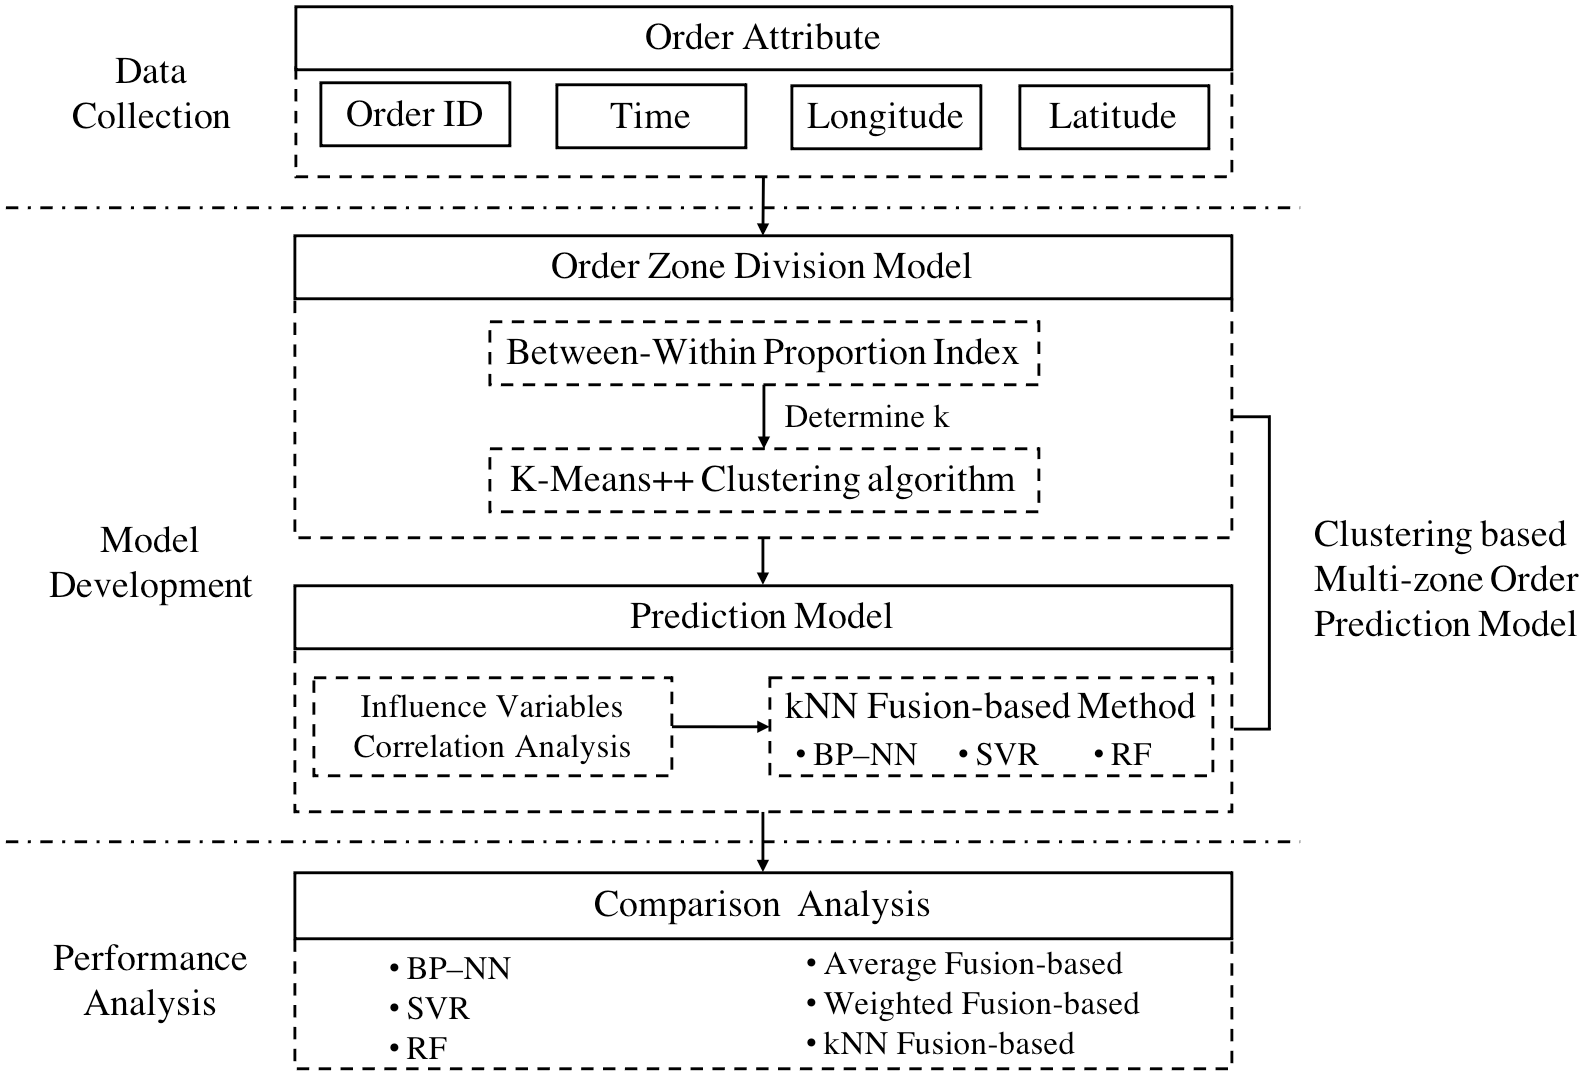 Order Attribute
Data
Collection
Order ID
Time
Longitude
Latitude
Order Zone Division Model
Between-Within Proportion Index
Determine k
K-Means++ Clustering algorithm
Model
Development
Clustering based
Multi-zone Order
Prediction Model
Prediction Model
Influence Variables
Correlation Analysis
kNN Fusion-based Method
• BP–NN • SVR • RF
Comparison Analysis
Performance
Analysis
• BP–NN
• SVR
• RF
• Average Fusion-based
• Weighted Fusion-based
• kNN Fusion-based